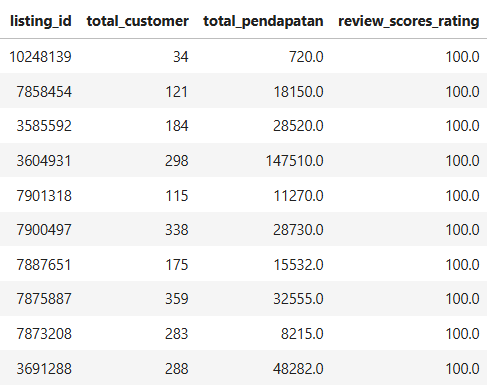 listing_id total_customer total_pendapatan review_scores_rating
10248139 34 720.0 100.0
7858454 121 18150.0 100.0
3585592 184 28520.0 100.0
3604931 298 147510.0 100.0
7901318 115 11270.0 100.0
7900497 338 28730.0 100.0
7887651 175 15532.0 100.0
7875887 359 32555.0 100.0
7873208 283 8215.0 100.0
3691288 288 48282.0 100.0